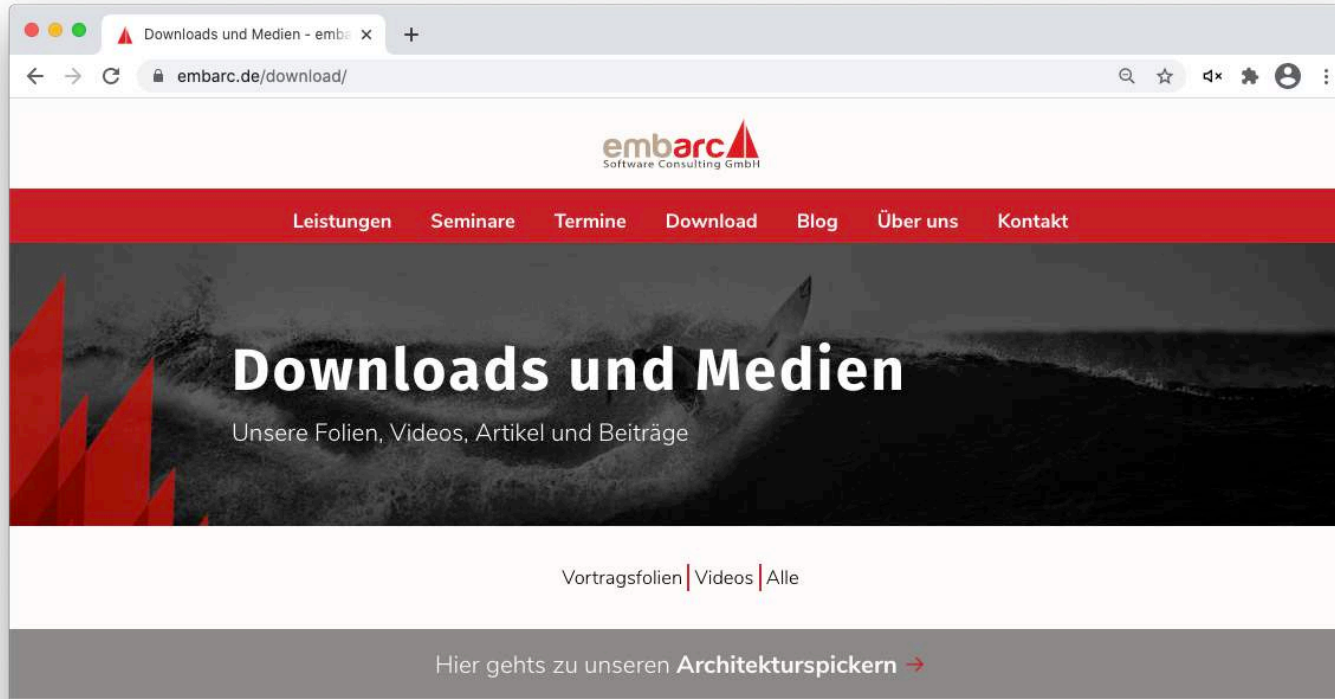 Downloads und Medien - emba
embarc.de/download/
embarc
Software Consulting GmbH
Leistungen Seminare Termine Download Blog Über uns Kontakt
Downloads und Medien
Unsere Folien, Videos, Artikel und Beiträge
Vortragsfolien Videos Alle
Hier gehts zu unseren Architekturspickern →